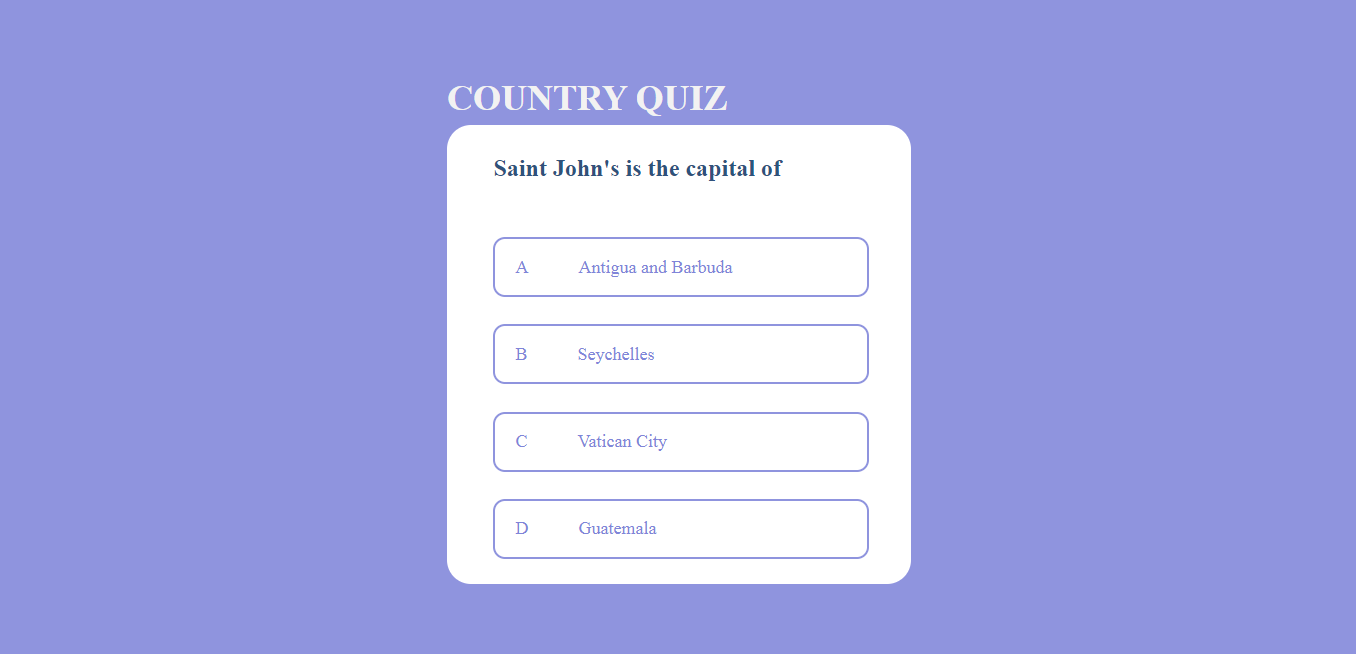 COUNTRY QUIZ
Saint John's is the capital of
A Antigua and Barbuda
B Seychelles
C Vatican City
D Guatemala